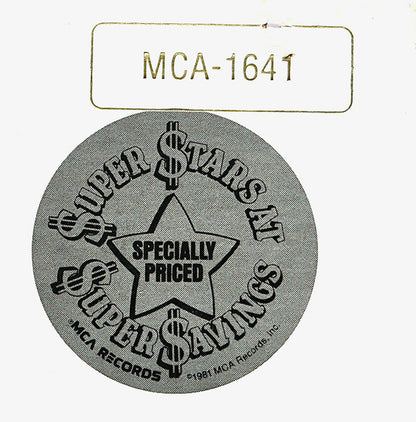 MCA-1641
$UPER $TARS AT
$UPER $AVINGS
SPECIALLY
PRICED
MCA RECORDS
©1981 MCA Records, Inc.